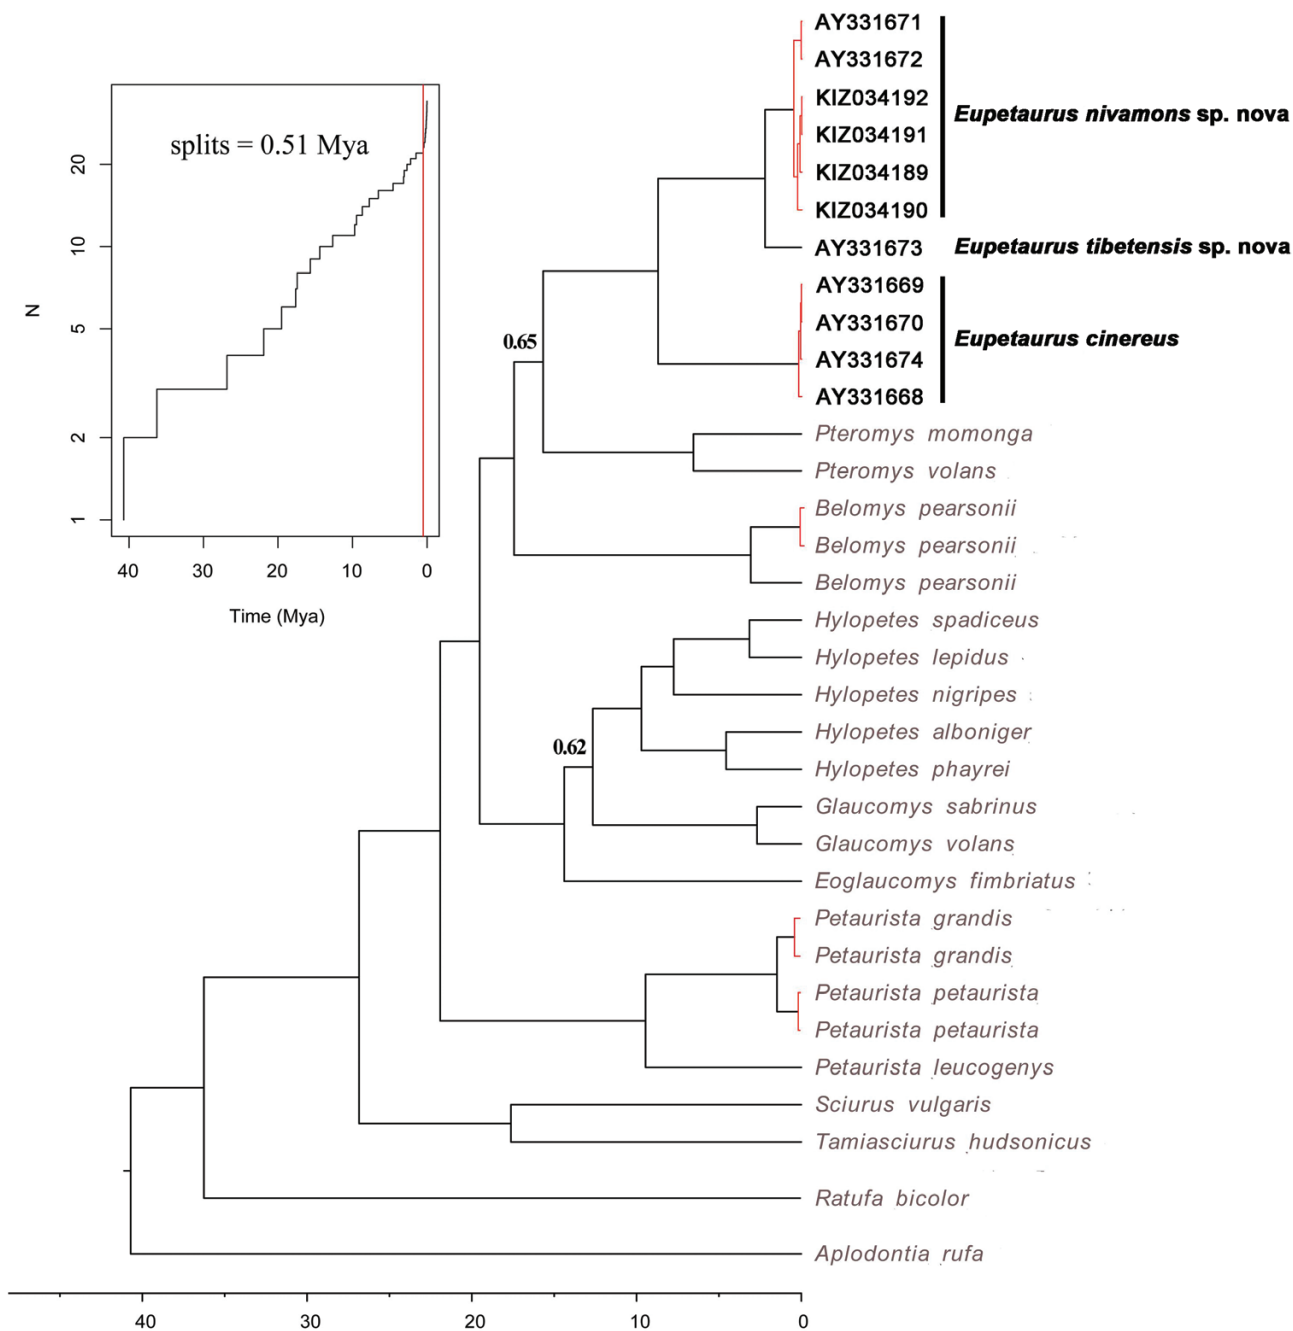 AY331671
AY331672
KIZ034192
Eupetaurus nivamons sp. nova
KIZ034191
KIZ034189
KIZ034190
AY331673 Eupetaurus tibetensis sp. nova
AY331669
AY331670
Eupetaurus cinereus
AY331674
AY331668
splits = 0.51 Mya
N
20
10
5
2
1
40 30 20 10 0
Time (Mya)
0.65
0.62
Pteromys momonga
Pteromys volans
Belomys pearsonii
Belomys pearsonii
Belomys pearsonii
Hylopetes spadiceus
Hylopetes lepidus
Hylopetes nigripes
Hylopetes alboniger
Hylopetes phayrei
Glaucomys sabrinus
Glaucomys volans
Eoglaucomys fimbriatus
Petaurista grandis
Petaurista grandis
Petaurista petaurista
Petaurista petaurista
Petaurista leucogenys
Sciurus vulgaris
Tamiasciurus hudsonicus
Ratufa bicolor
Aplodontia rufa
40 30 20 10 0